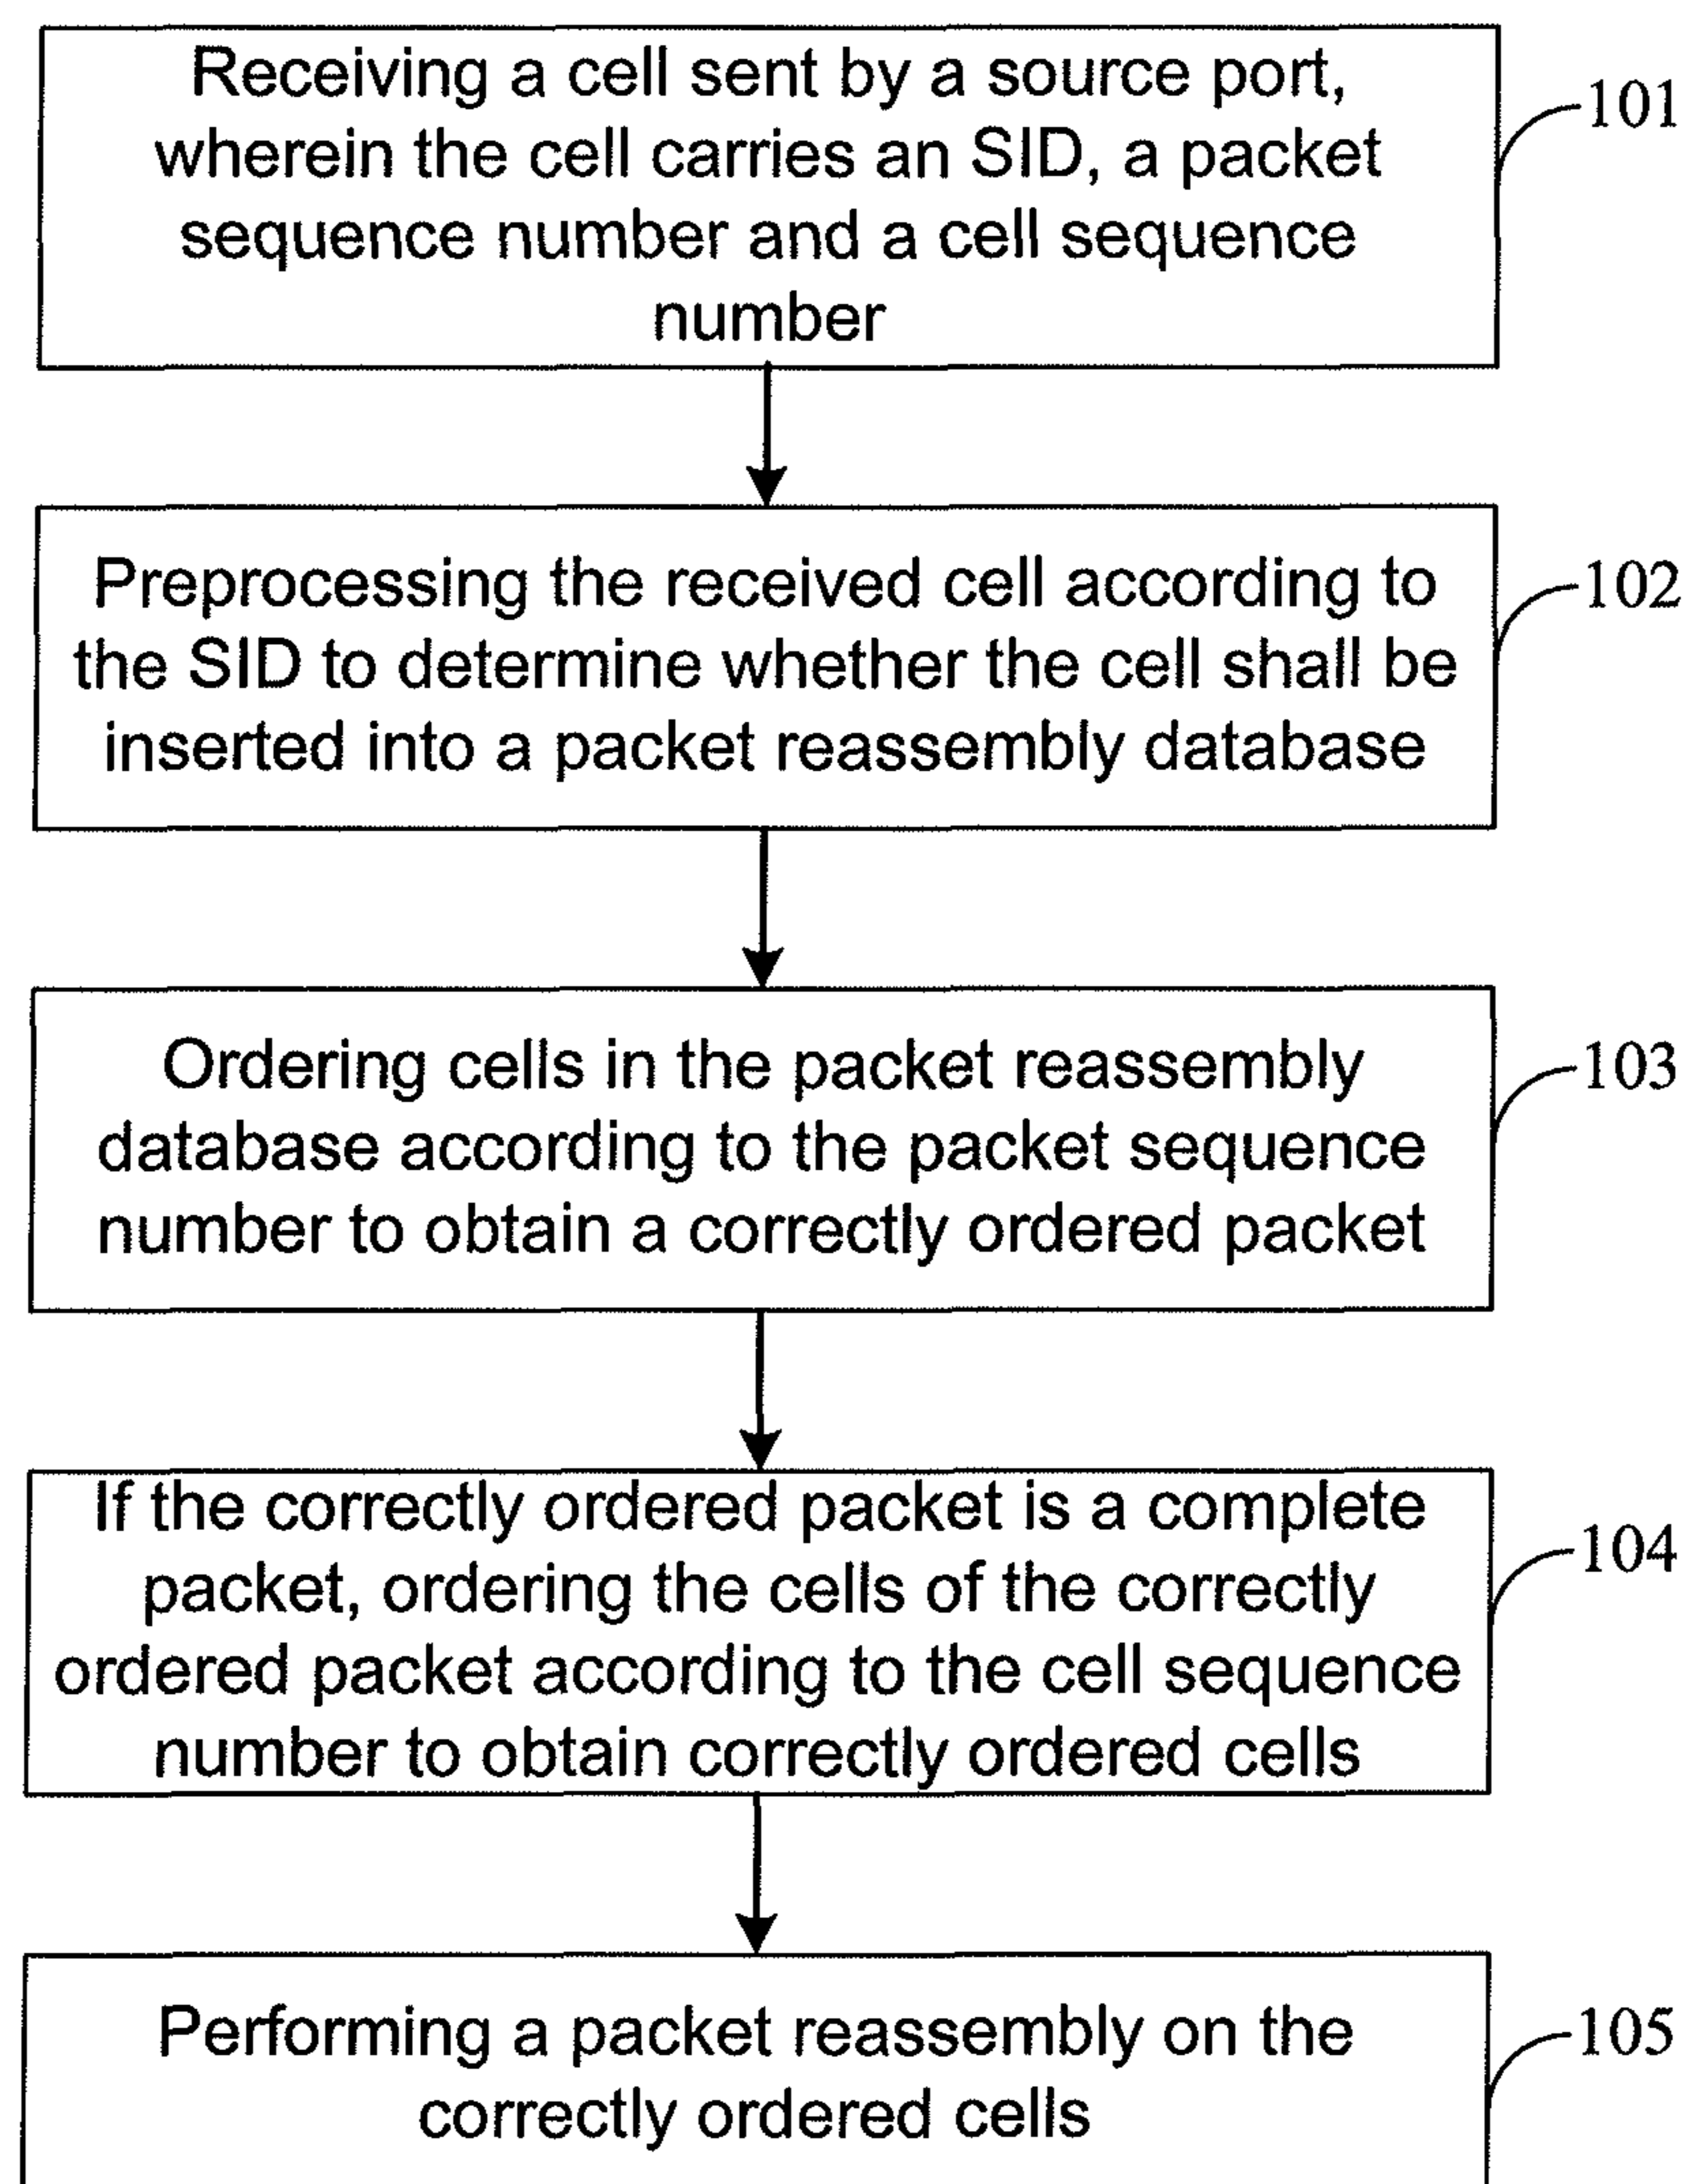 Receiving a cell sent by a source port,
wherein the cell carries an SID, a packet
sequence number and a cell sequence
number
101
Preprocessing the received cell according to
the SID to determine whether the cell shall be
inserted into a packet reassembly database
102
Ordering cells in the packet reassembly
database according to the packet sequence
number to obtain a correctly ordered packet
103
If the correctly ordered packet is a complete
packet, ordering the cells of the correctly
ordered packet according to the cell sequence
number to obtain correctly ordered cells
104
Performing a packet reassembly on the
correctly ordered cells
105